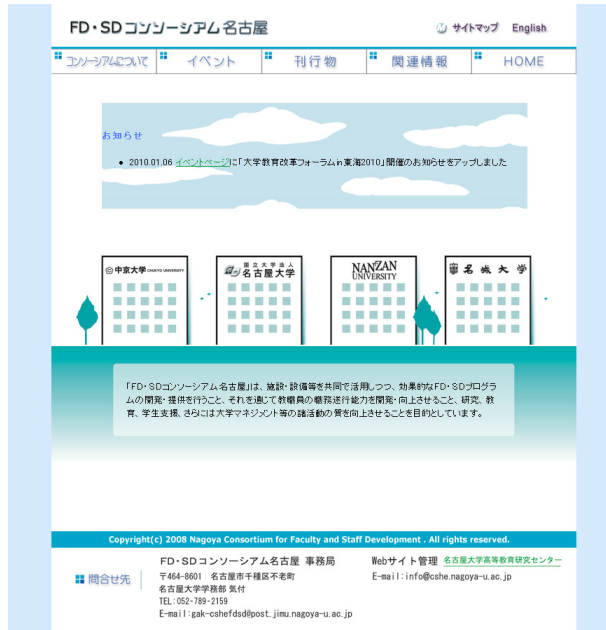 FD・SDコンソーシアム名古屋
サイトマップ English
コンソーシアムについて イベント 刊行物 関連情報 HOME
お知らせ
• 2010.01.06 イベントページに「大学教育改革フォーラムin東海2010」開催のお知らせをアップしました
中京大学 CHUKYO UNIVERSITY
国立大学法人
名古屋大学
NANZAN
UNIVERSITY
名城大学
「FD・SDコンソーシアム名古屋」は、施設・設備等を共同で活用しつつ、効果的なFD・SDプログラ
ムの開発・提供を行うこと、それを通じて教職員の職務遂行能力を開発・向上させること、研究、教
育、学生支援、さらには大学マネジメント等の諸活動の質を向上させることを目的としています。
Copyright(c) 2008 Nagoya Consortium for Faculty and Staff Development . All rights reserved.
問合せ先
FD・SDコンソーシアム名古屋 事務局
〒464-8601 名古屋市千種区不老町
名古屋大学学務部 気付
TEL:052-789-2159
E-mail:gak-cshefdsd@post.jimu.nagoya-u.ac.jp
Webサイト管理 名古屋大学高等教育研究センター
E-mail:info@cshe.nagoya-u.ac.jp